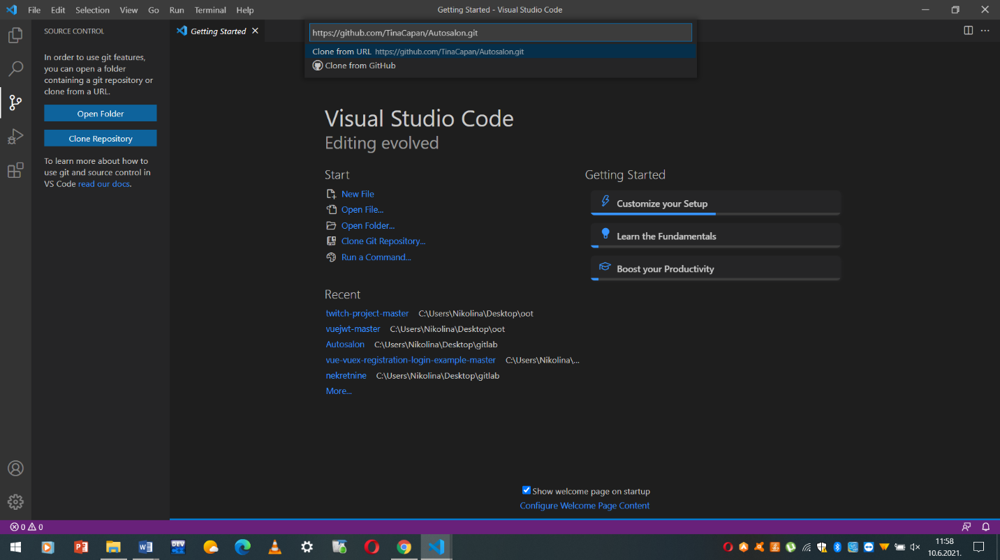 File Edit Selection View Go Run Terminal Help
Getting Started - Visual Studio Code
SOURCE CONTROL
Getting Started
https://github.com/TinaCapan/Autosalon.git
Clone from URL https://github.com/TinaCapan/Autosalon.git
Clone from GitHub
In order to use git features,
you can open a folder
containing a git repository or
clone from a URL.
Open Folder
Clone Repository
To learn more about how to
use git and source control in
VS Code read our docs.
Visual Studio Code
Editing evolved
Start
New File
Open File...
Open Folder...
Clone Git Repository...
Run a Command...
Recent
twitch-project-master C:\Users\Nikolina\Desktop\oot
vuejwt-master C:\Users\Nikolina\Desktop\oot
Autosalon C:\Users\Nikolina\Desktop\gitlab
vue-vuex-registration-login-example-master C:\Users\Nikolina\...
nekretnine C:\Users\Nikolina\Desktop\gitlab
More...
Getting Started
Customize your Setup
Learn the Fundamentals
Boost your Productivity
Show welcome page on startup
Configure Welcome Page Content
0 0
DEV
11:58
10.6.2021.